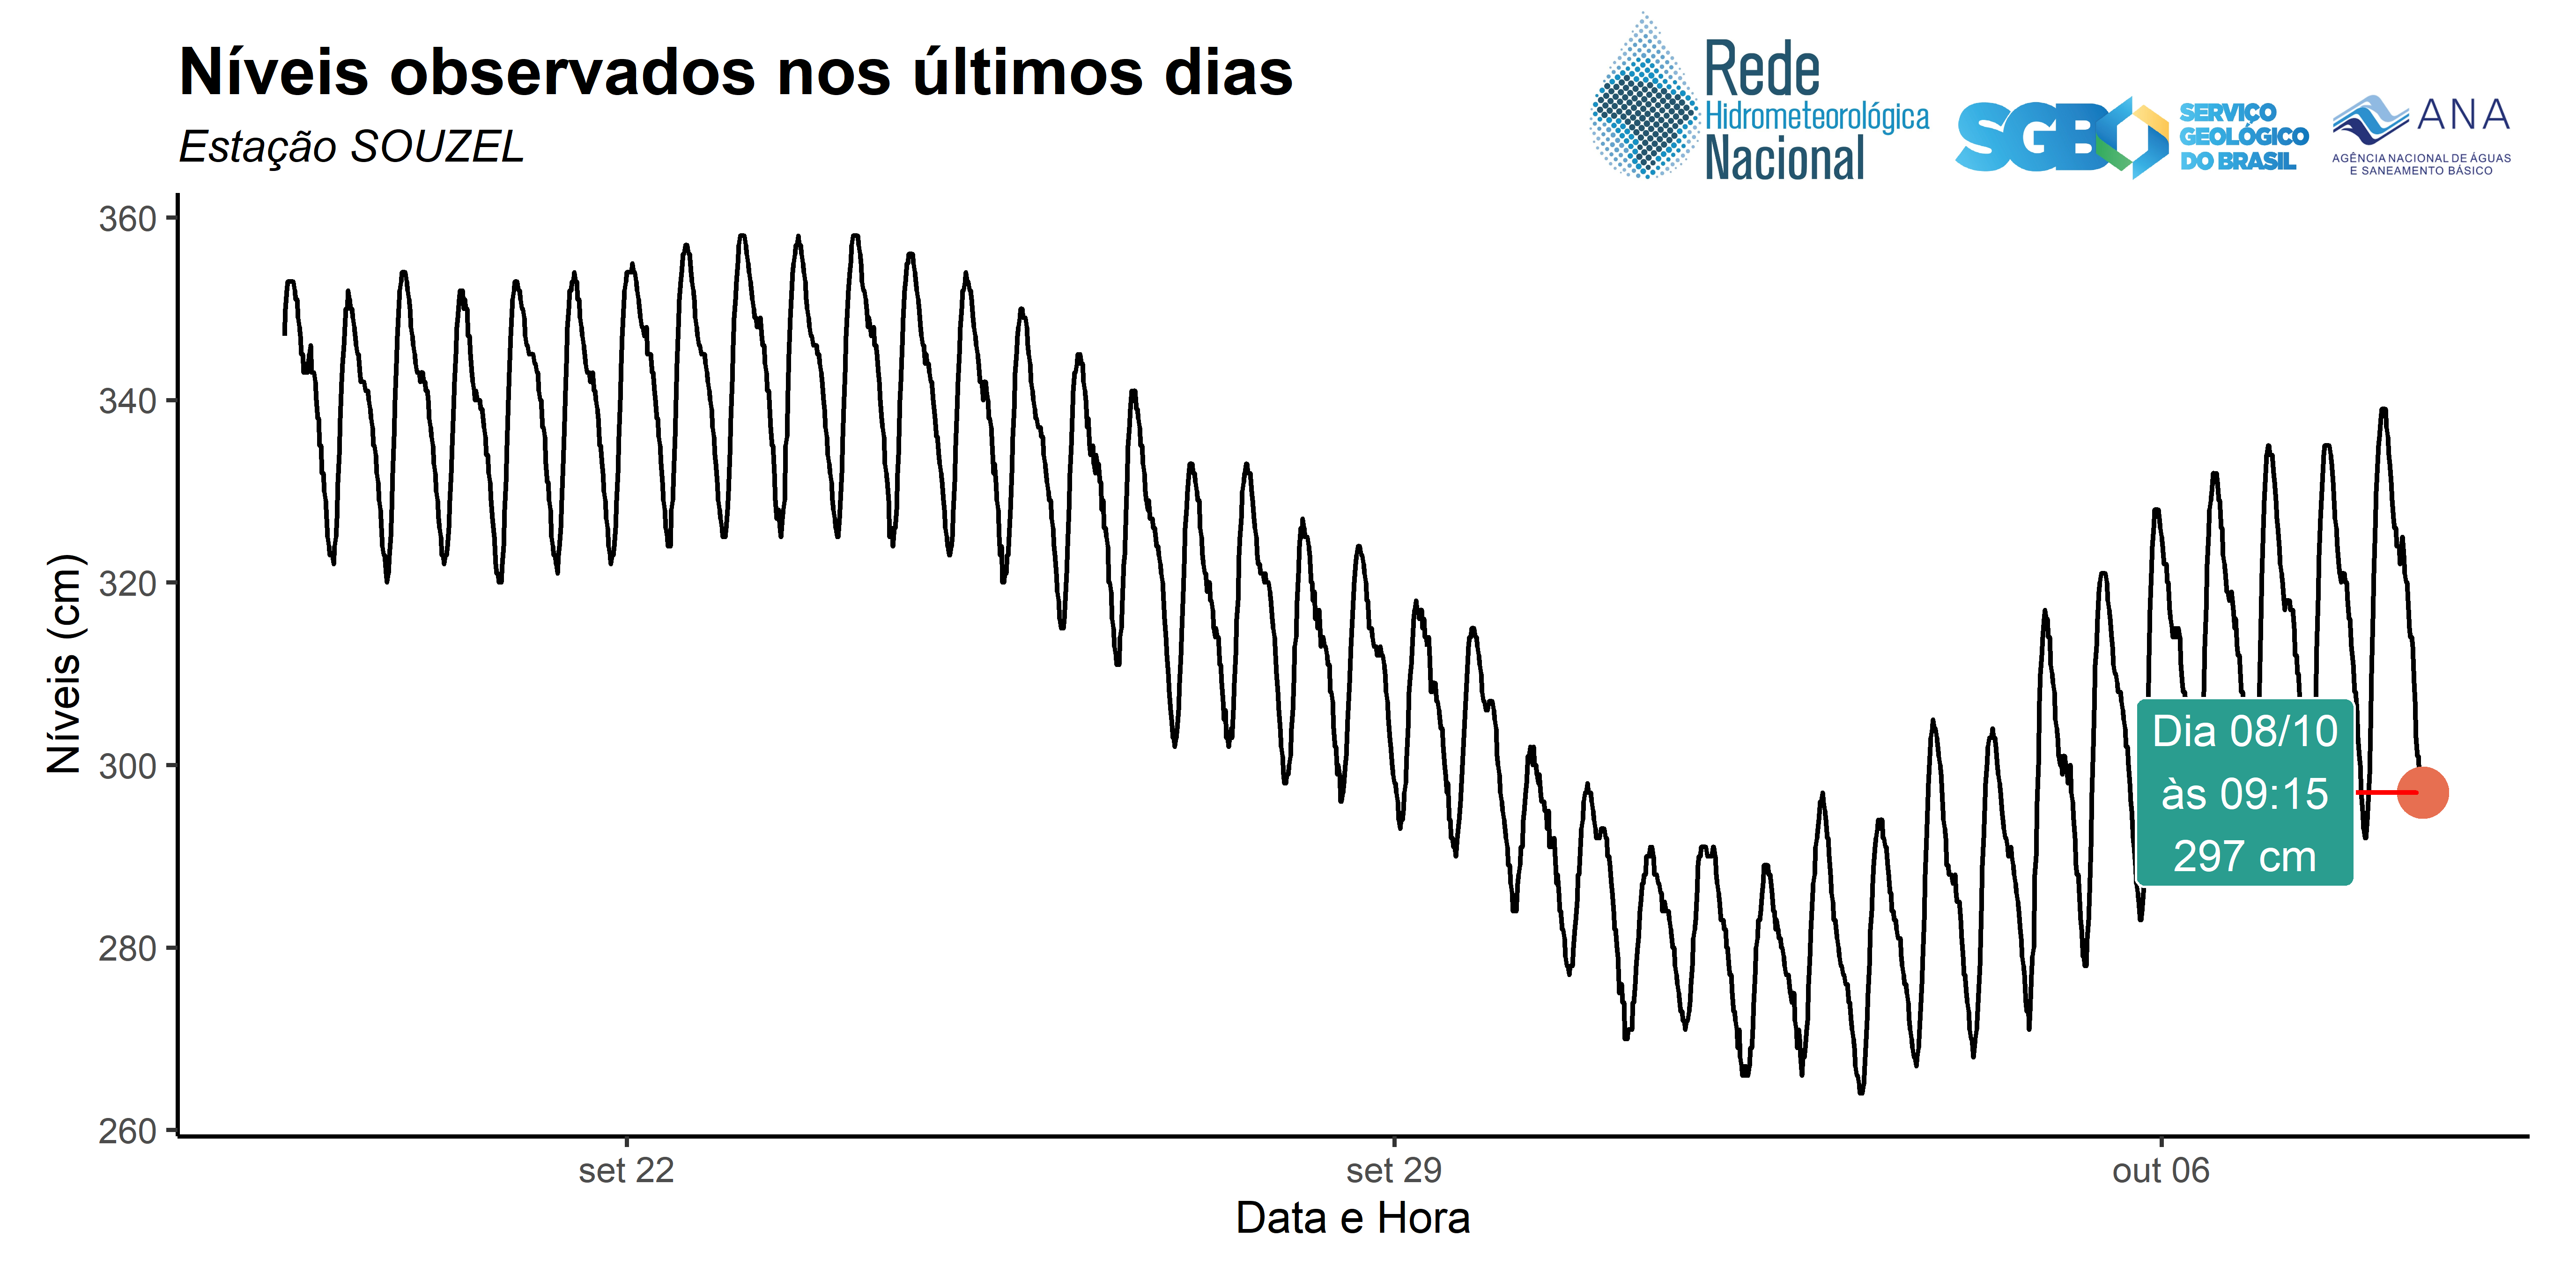 Níveis observados nos últimos dias
Estação SOUZEL
Rede
Hidrometeorológica
Nacional
SGB
SERVIÇO
GEOLÓGICO
DO BRASIL
ANA
AGÊNCIA NACIONAL DE ÁGUAS
E SANEAMENTO BÁSICO
Níveis (cm)
360
340
320
300
280
260
Dia 08/10
às 09:15
297 cm
set 22
set 29
out 06
Data e Hora